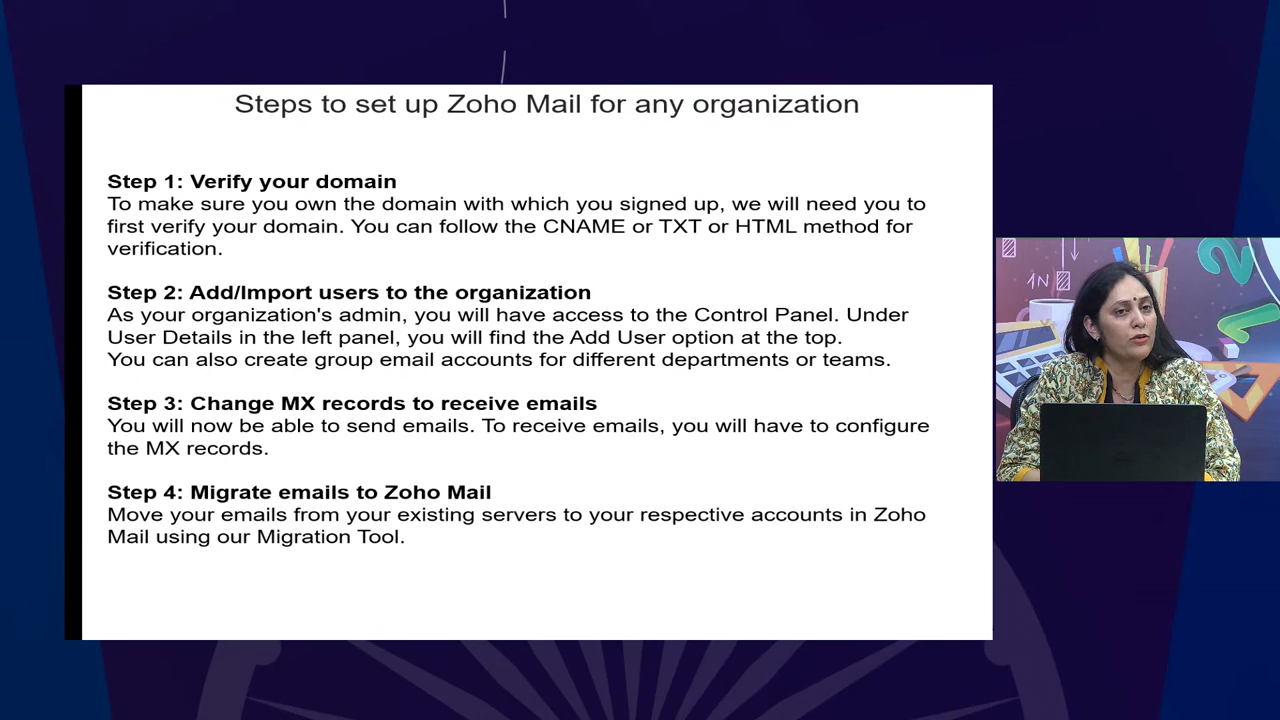 Steps to set up Zoho Mail for any organization
Step 1: Verify your domain
To make sure you own the domain with which you signed up, we will need you to
first verify your domain. You can follow the CNAME or TXT or HTML method for
verification.
Step 2: Add/Import users to the organization
As your organization's admin, you will have access to the Control Panel. Under
User Details in the left panel, you will find the Add User option at the top.
You can also create group email accounts for different departments or teams.
Step 3: Change MX records to receive emails
You will now be able to send emails. To receive emails, you will have to configure
the MX records.
Step 4: Migrate emails to Zoho Mail
Move your emails from your existing servers to your respective accounts in Zoho
Mail using our Migration Tool.
IN
2